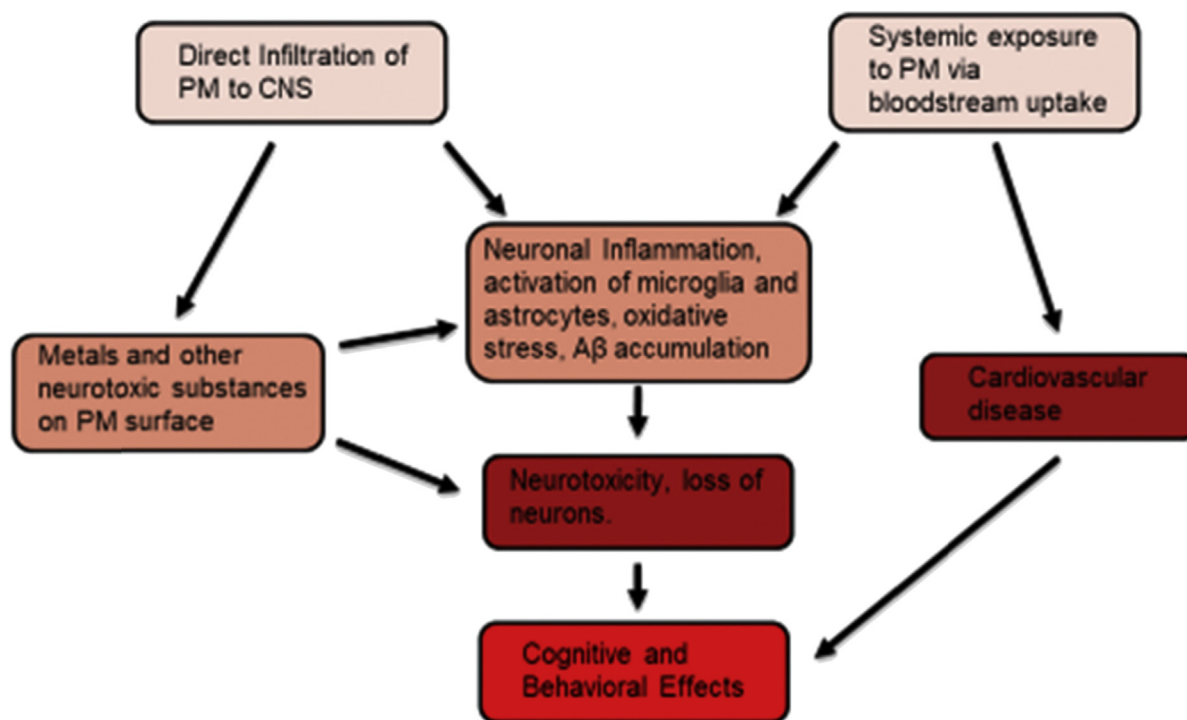 Direct Infiltration of
PM to CNS
Systemic exposure
to PM via
bloodstream uptake
Neuronal Inflammation,
activation of microglia and
astrocytes, oxidative
stress, Aβ accumulation
Metals and other
neurotoxic substances
on PM surface
Cardiovascular
disease
Neurotoxicity, loss of
neurons.
Cognitive and
Behavioral Effects